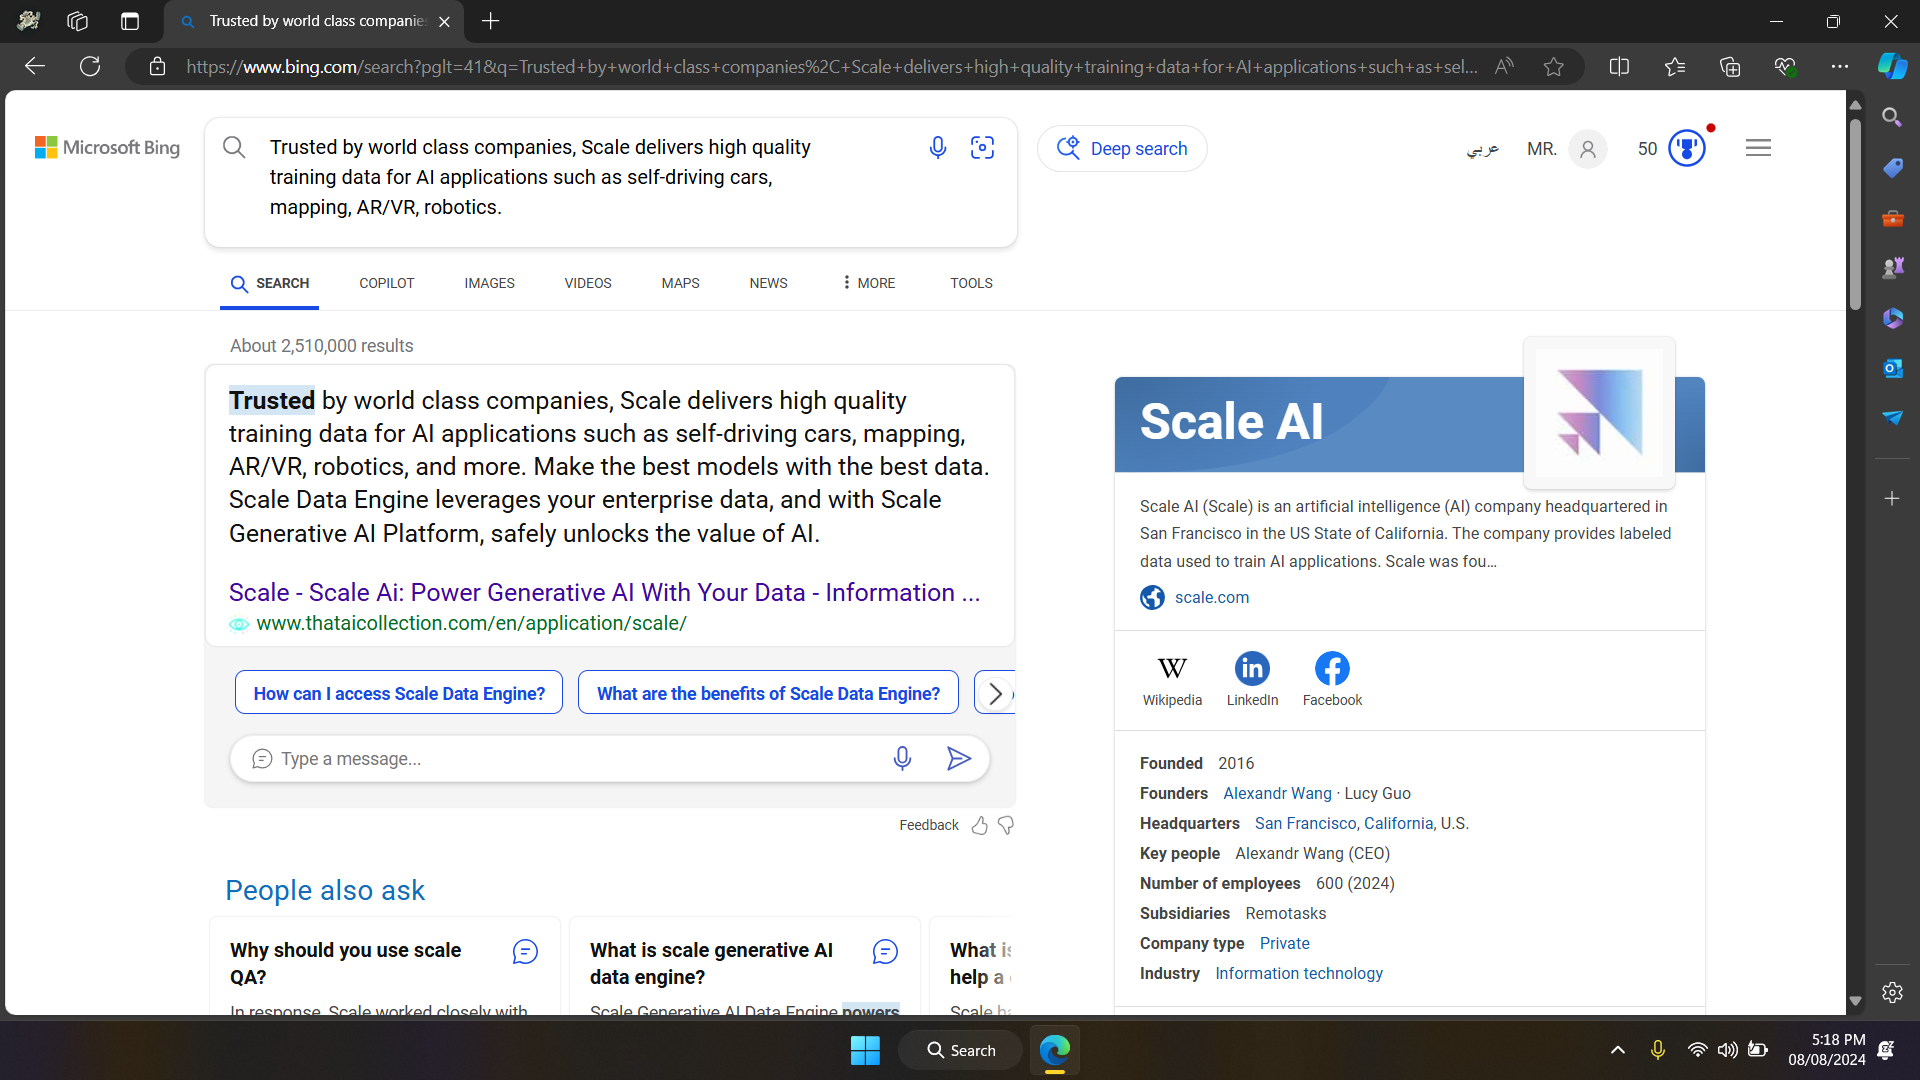 Trusted by world class companie
https://www.bing.com/search?pglt=41&q=Trusted+by+world+class+companies%2C+Scale+delivers+high+quality+training+data+for+AI+applications+such+as+sel...
Microsoft Bing
Trusted by world class companies, Scale delivers high quality
training data for AI applications such as self-driving cars,
mapping, AR/VR, robotics.
Deep search
عربي
MR.
50
SEARCH
COPILOT
IMAGES
VIDEOS
MAPS
NEWS
MORE
TOOLS
About 2,510,000 results
Trusted by world class companies, Scale delivers high quality
training data for AI applications such as self-driving cars, mapping,
AR/VR, robotics, and more. Make the best models with the best data.
Scale Data Engine leverages your enterprise data, and with Scale
Generative AI Platform, safely unlocks the value of AI.
Scale - Scale Ai: Power Generative AI With Your Data - Information ...
www.thataicollection.com/en/application/scale/
How can I access Scale Data Engine?
What are the benefits of Scale Data Engine?
Type a message...
Feedback
People also ask
Why should you use scale
QA?
In response, Scale worked closely with
What is scale generative AI
data engine?
Scale Generative AI Data Engine powers
What is
help a
Scale
Scale AI
Scale AI (Scale) is an artificial intelligence (AI) company headquartered in
San Francisco in the US State of California. The company provides labeled
data used to train AI applications. Scale was fou...
scale.com
Wikipedia
LinkedIn
Facebook
Founded 2016
Founders Alexandr Wang · Lucy Guo
Headquarters San Francisco, California, U.S.
Key people Alexandr Wang (CEO)
Number of employees 600 (2024)
Subsidiaries Remotasks
Company type Private
Industry Information technology
Search
5:18 PM
08/08/2024